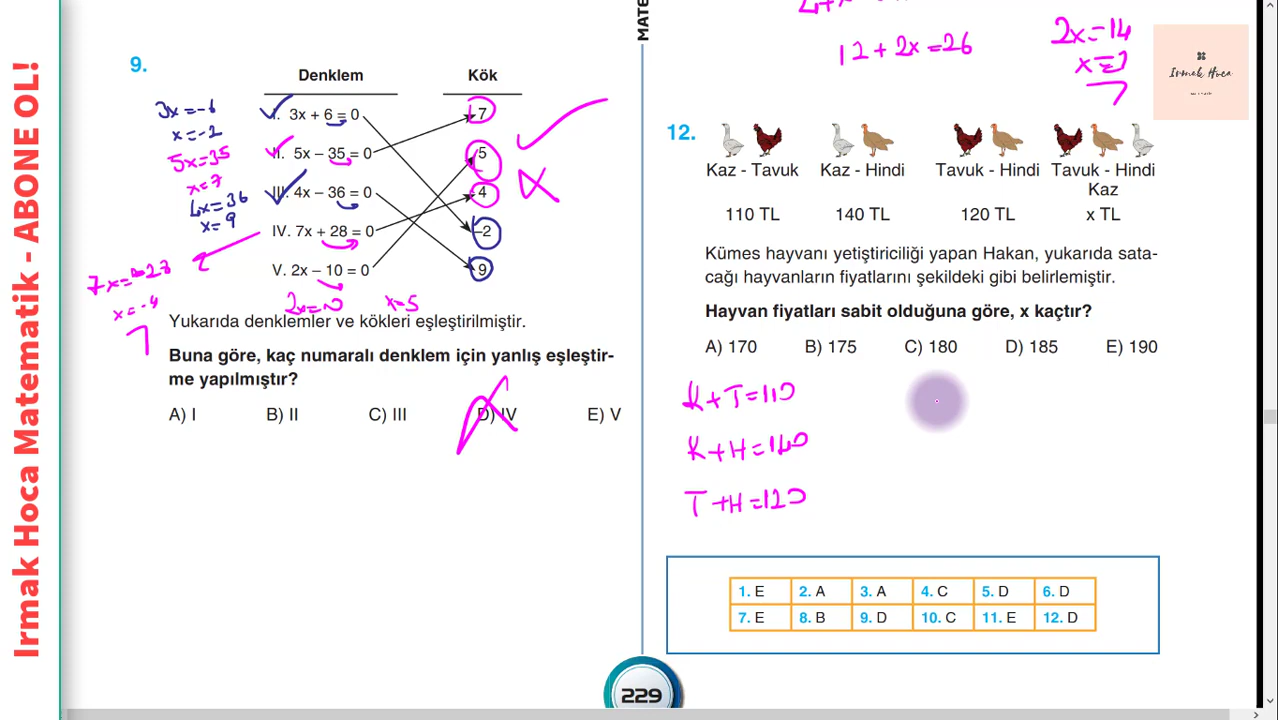 Irmak Hoca Matematik - ABONE OL!
MATE
12 + 2x = 26
2x = 14
Irmak Hoca
9.
Denklem Kök
I. 3x + 6 = 0 7
II. 5x – 35 = 0 5
III. 4x – 36 = 0 4
IV. 7x + 28 = 0 –2
V. 2x – 10 = 0 9
3x = -6
x = -2
5x = 35
x = 7
4x = 36
x = 9
x = -4
x = 5
Yukarıda denklemler ve kökleri eşleştirilmiştir.
Buna göre, kaç numaralı denklem için yanlış eşleştir-
me yapılmıştır?
A) I B) II C) III D) IV E) V
12.
Kaz - Tavuk Kaz - Hindi Tavuk - Hindi Tavuk - Hindi
Kaz
110 TL 140 TL 120 TL x TL
Kümes hayvanı yetiştiriciliği yapan Hakan, yukarıda sata-
cağı hayvanların fiyatlarını şekildeki gibi belirlemiştir.
Hayvan fiyatları sabit olduğuna göre, x kaçtır?
A) 170 B) 175 C) 180 D) 185 E) 190
K + T = 110
K + H = 140
T + H = 120
1. E 2. A 3. A 4. C 5. D 6. D
7. E 8. B 9. D 10. C 11. E 12. D
229